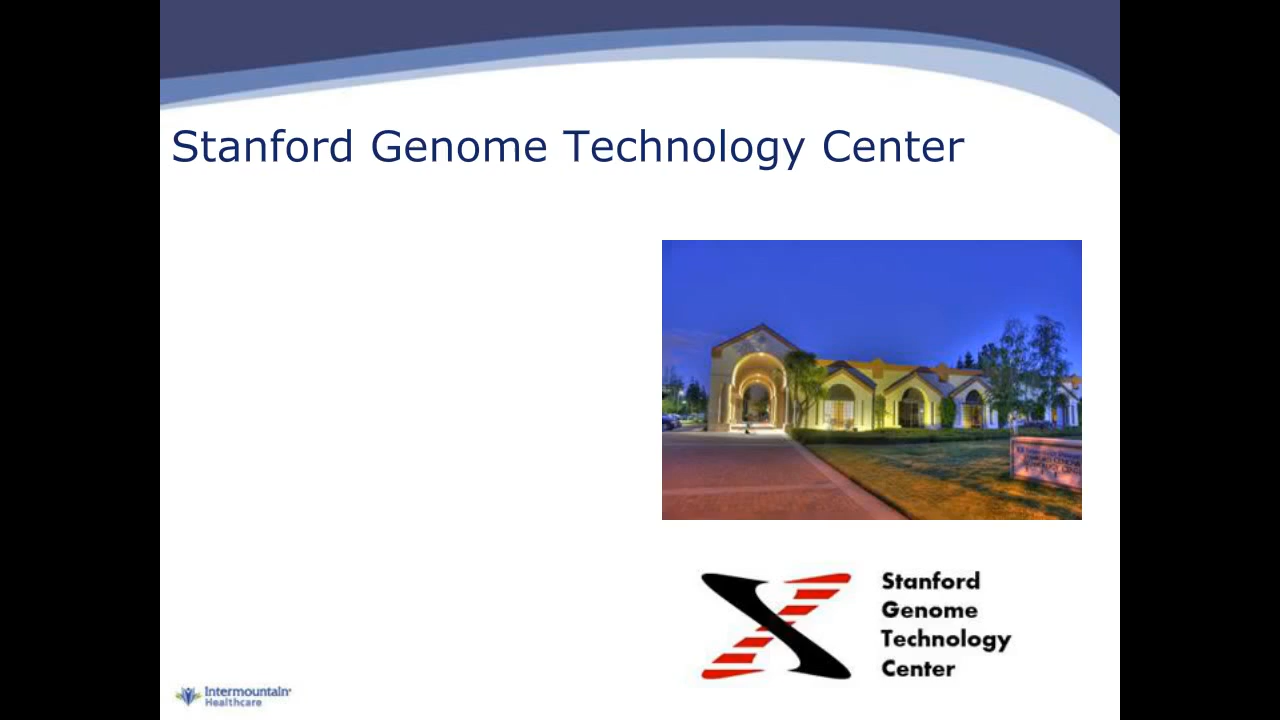 Stanford Genome Technology Center
Stanford
Genome
Technology
Center
Intermountain
Healthcare